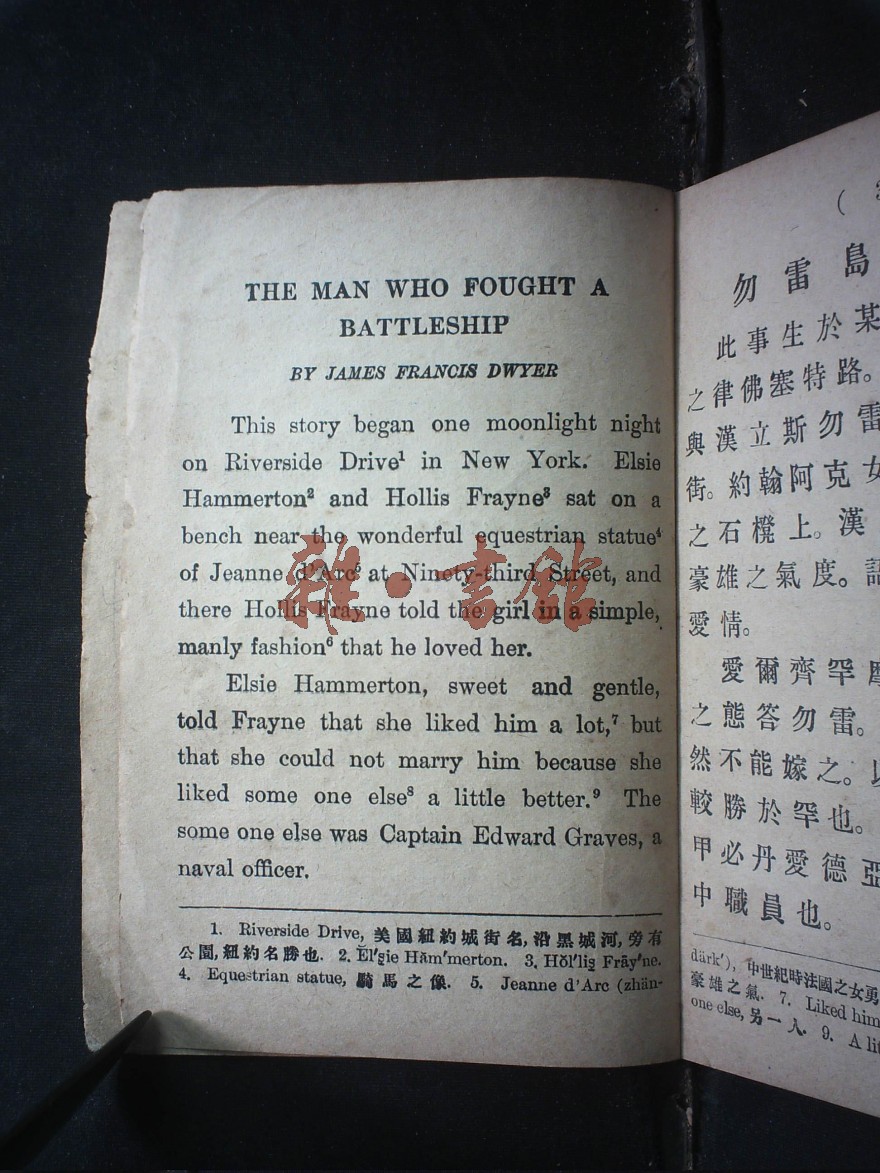 THE MAN WHO FOUGHT A
BATTLESHIP
BY JAMES FRANCIS DWYER
This story began one moonlight night
on Riverside Drive¹ in New York. Elsie
Hammerton² and Hollis Frayne³ sat on a
bench near the wonderful equestrian statue⁴
of Jeanne d'Arc⁵ at Ninety-third Street, and
there Hollis Frayne told the girl in a simple,
manly fashion⁶ that he loved her.
Elsie Hammerton, sweet and gentle,
told Frayne that she liked him a lot,⁷ but
that she could not marry him because she
liked some one else⁸ a little better.⁹ The
some one else was Captain Edward Graves, a
naval officer.
1. Riverside Drive, 美國紐約城街名,沿黑城河,旁有
公園,紐約名勝也. 2. Ĕl′s̱ie Hăm′merton. 3. Hŏl′lis̱ Frāy′ne.
4. Equestrian statue, 騎馬之像. 5. Jeanne d'Arc (zhän-
雜·書館
(
勿雷島
此事生於某
之律佛塞特路。
與漢立斯勿雷
街。約翰阿克女
之石櫈上。漢
豪雄之氣度。語
愛情。
愛爾齊罕摩
之態答勿雷。
然不能嫁之。以
較勝於罕也。
甲必丹愛德亞
中職員也。
därk′), 中世紀時法國之女勇
豪雄之氣. 7. Liked him
one else, 另一人. 9. A lit